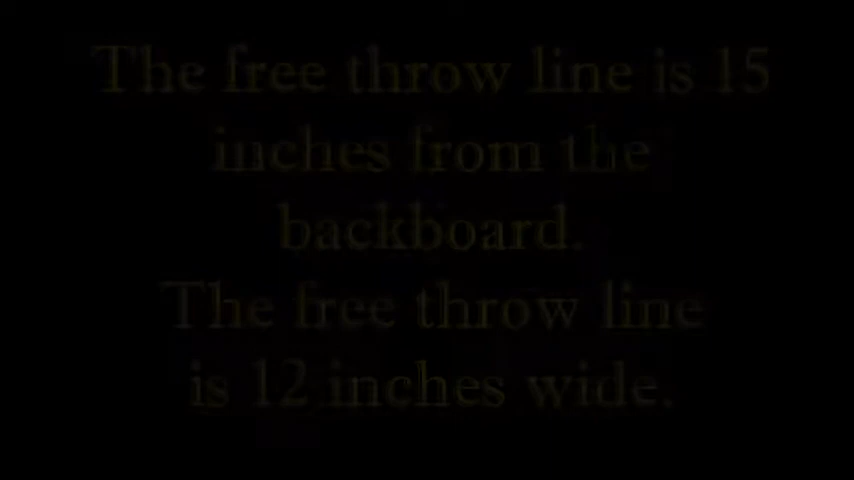 The free throw line is 15
inches from the
backboard.
The free throw line
is 12 inches wide.